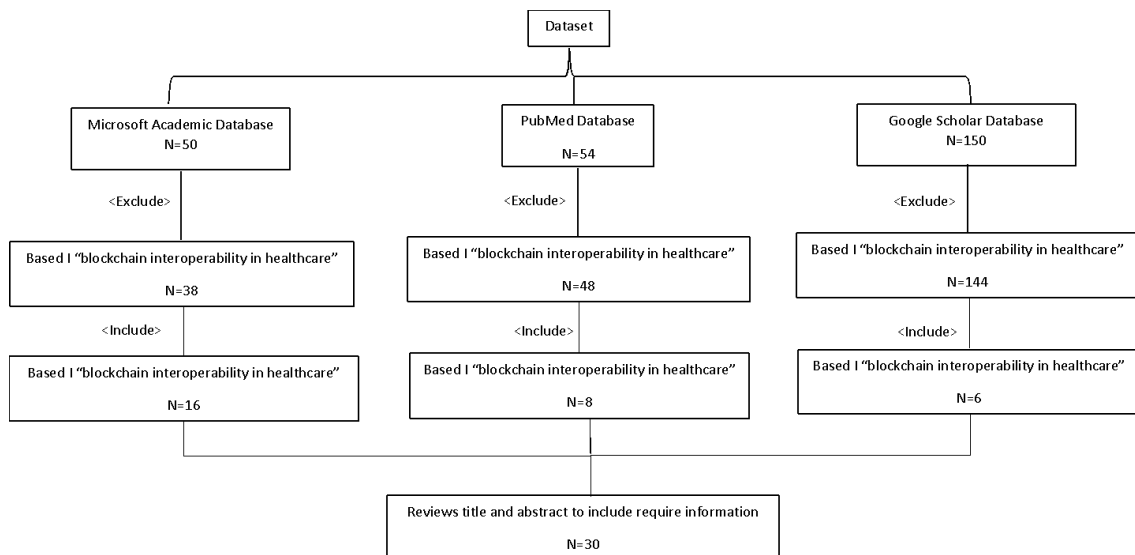 Dataset
Microsoft Academic Database
N=50
PubMed Database
N=54
Google Scholar Database
N=150
<Exclude>
<Exclude>
<Exclude>
Based I “blockchain interoperability in healthcare”
N=38
Based I “blockchain interoperability in healthcare”
N=48
Based I “blockchain interoperability in healthcare”
N=144
<Include>
<Include>
<Include>
Based I “blockchain interoperability in healthcare”
N=16
Based I “blockchain interoperability in healthcare”
N=8
Based I “blockchain interoperability in healthcare”
N=6
Reviews title and abstract to include require information
N=30